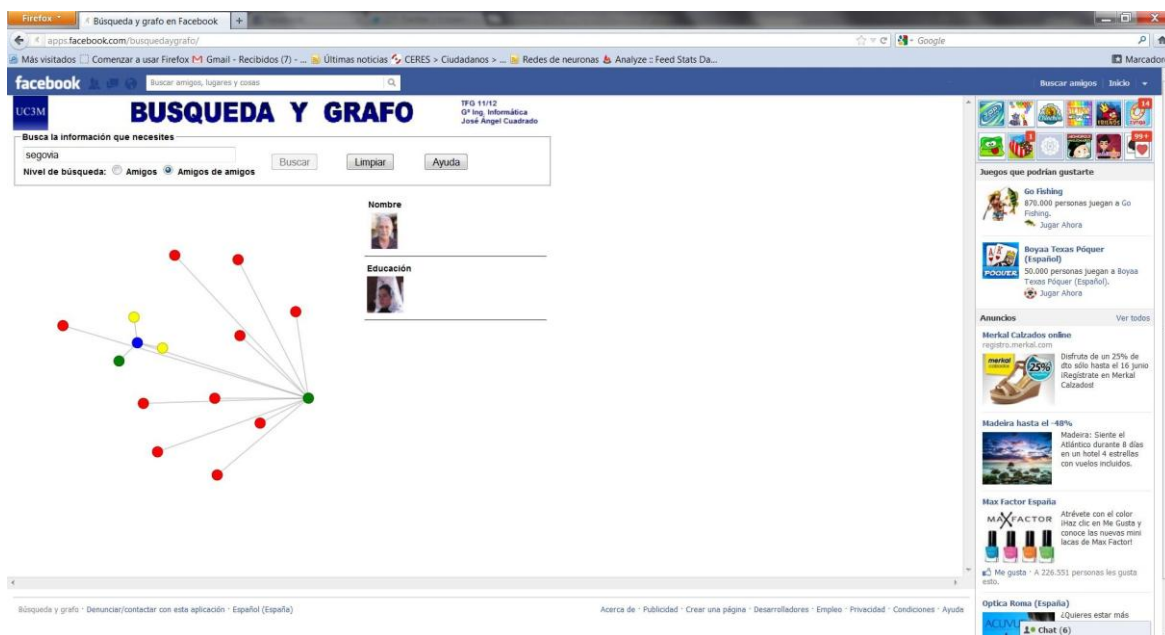 Firefox
Búsqueda y grafo en Facebook
+
apps.facebook.com/busquedaygrafo/
Google
Más visitados
Comenzar a usar Firefox
Gmail - Recibidos (7) - ...
Últimas noticias
CERES > Ciudadanos > ...
Redes de neuronas
Analyze :: Feed Stats Da...
Marcador
facebook
Buscar amigos, lugares y cosas
Buscar amigos
Inicio
UC3M
BUSQUEDA Y GRAFO
TFG 11/12
Gº Ing. Informática
José Ángel Cuadrado
Busca la información que necesites
segovia
Nivel de búsqueda:
Amigos
Amigos de amigos
Buscar
Limpiar
Ayuda
Nombre
Educación
14
1
99+
Juegos que podrían gustarte
Go Fishing
870.000 personas juegan a Go
Fishing.
Jugar Ahora
Boyaa Texas Póquer
(Español)
50.000 personas juegan a Boyaa
Texas Póquer (Español).
Jugar Ahora
PÓQUER
Anuncios
Ver todos
Merkal Calzados online
registro.merkal.com
merkal
25%
Disfruta de un 25% de
dto sólo hasta el 16 junio
¡Regístrate en Merkal
Calzados!
Madeira hasta el -48%
Madeira: Siente el
Atlántico durante 8 días
en un hotel 4 estrellas
con vuelos incluidos.
Max Factor España
MAXFACTOR
Atrévete con el color
¡Haz clic en Me Gusta y
conoce las nuevas mini
lacas de Max Factor!
Me gusta · A 226.551 personas les gusta
esto.
Optica Roma (España)
ACUVU
¿Quieres estar más
Chat (6)
Búsqueda y grafo · Denunciar/contactar con esta aplicación · Español (España)
Acerca de · Publicidad · Crear una página · Desarrolladores · Empleo · Privacidad · Condiciones · Ayuda